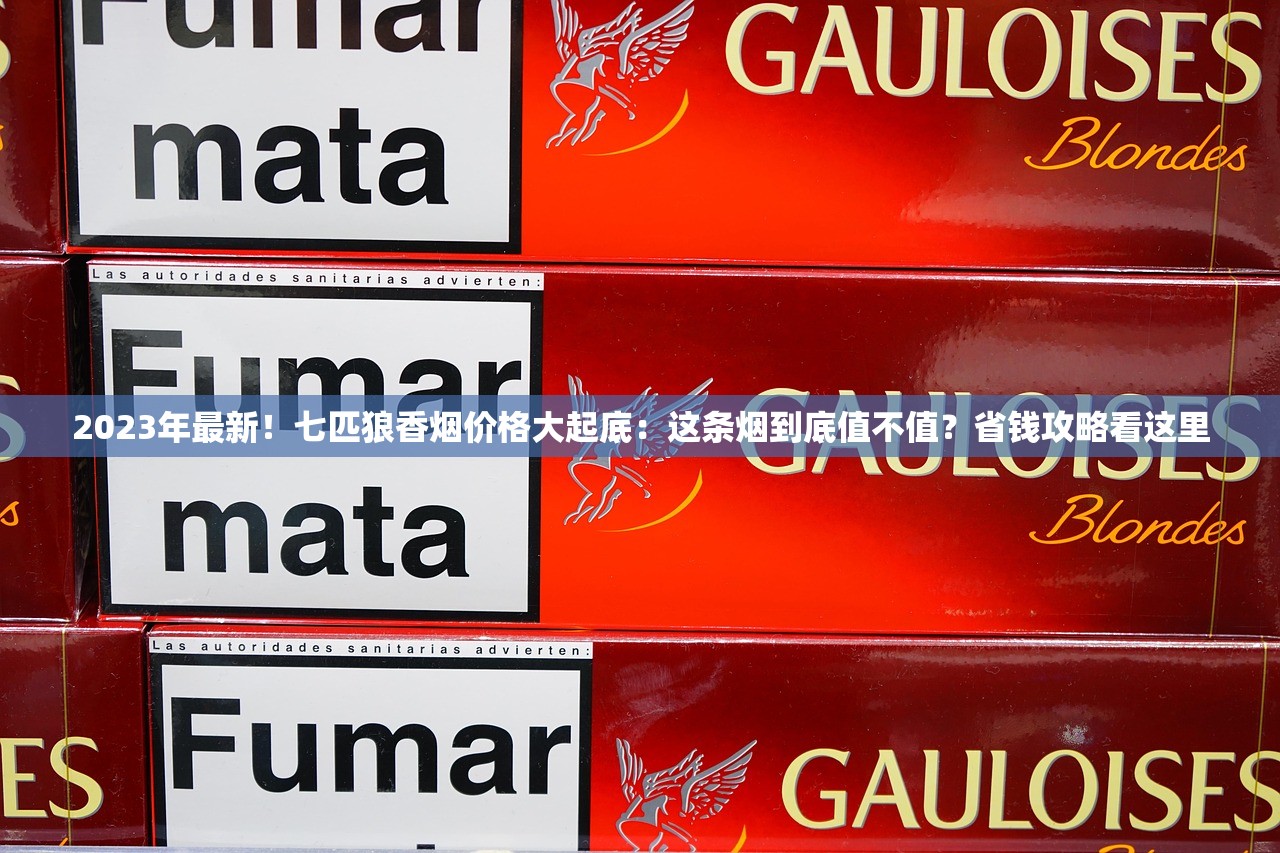 Fumar
mata
GAULOISES
Blondes
Las autoridades sanitarias advierten:
Fumar
mata
2023年最新！七匹狼香烟价格大起底：这条烟到底值不值？省钱攻略看这里
GAULOISES
Blondes
Las autoridades sanitarias advierten:
Fumar
ES
GAULOISES